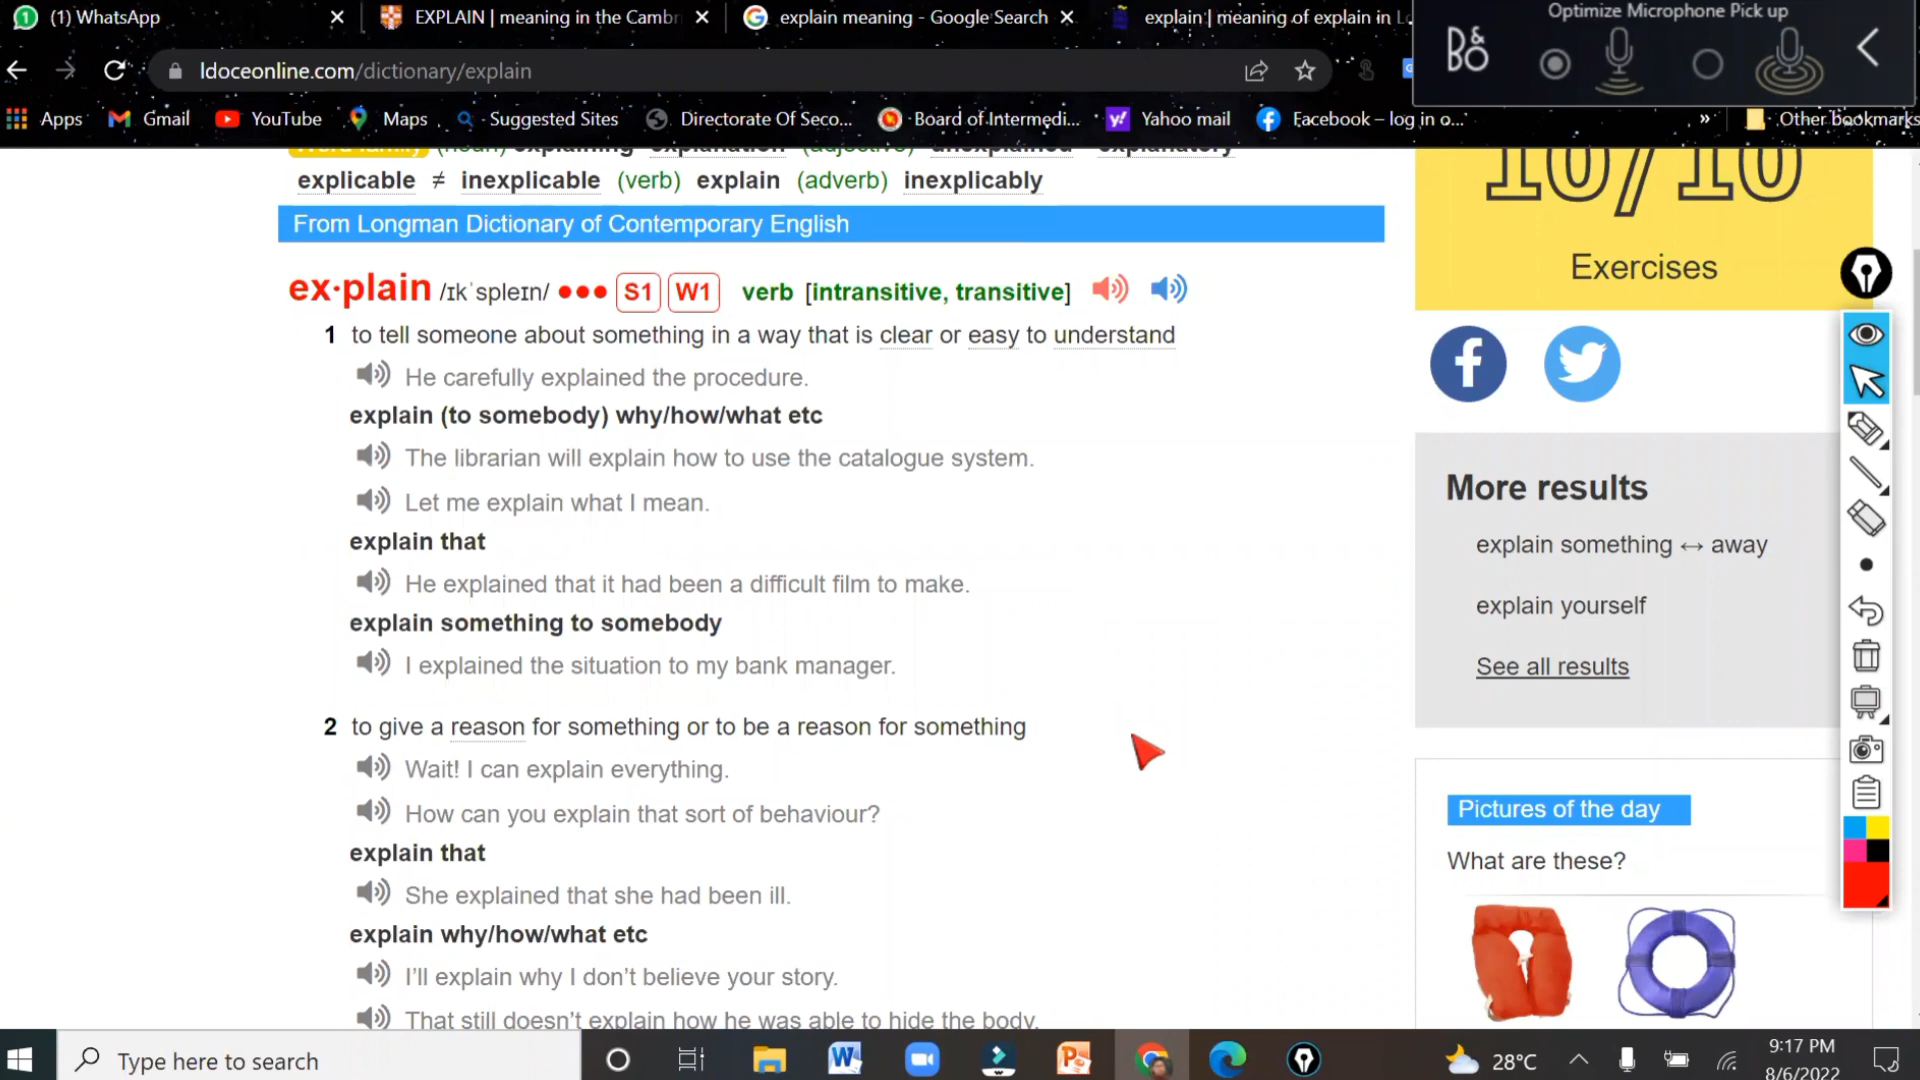 (1) WhatsApp
EXPLAIN | meaning in the Cambr
explain meaning - Google Search
explain | meaning of explain in Lo
Optimize Microphone Pick up
B&O
ldoceonline.com/dictionary/explain
Apps
Gmail
YouTube
Maps
Suggested Sites
Directorate Of Seco...
Board of Intermedi...
Yahoo mail
Facebook – log in o...
»
Other bookmarks
Word family (noun) explaining explanation (adjective) unexplained explanatory
explicable ≠ inexplicable (verb) explain (adverb) inexplicably
From Longman Dictionary of Contemporary English
ex‧plain /ɪkˈspleɪn/ ●●● S1 W1 verb [intransitive, transitive]
1 to tell someone about something in a way that is clear or easy to understand
He carefully explained the procedure.
explain (to somebody) why/how/what etc
The librarian will explain how to use the catalogue system.
Let me explain what I mean.
explain that
He explained that it had been a difficult film to make.
explain something to somebody
I explained the situation to my bank manager.
2 to give a reason for something or to be a reason for something
Wait! I can explain everything.
How can you explain that sort of behaviour?
explain that
She explained that she had been ill.
explain why/how/what etc
I’ll explain why I don’t believe your story.
That still doesn’t explain how he was able to hide the body.
10/10
Exercises
More results
explain something ↔ away
explain yourself
See all results
Pictures of the day
What are these?
Type here to search
28°C
9:17 PM
8/6/2022